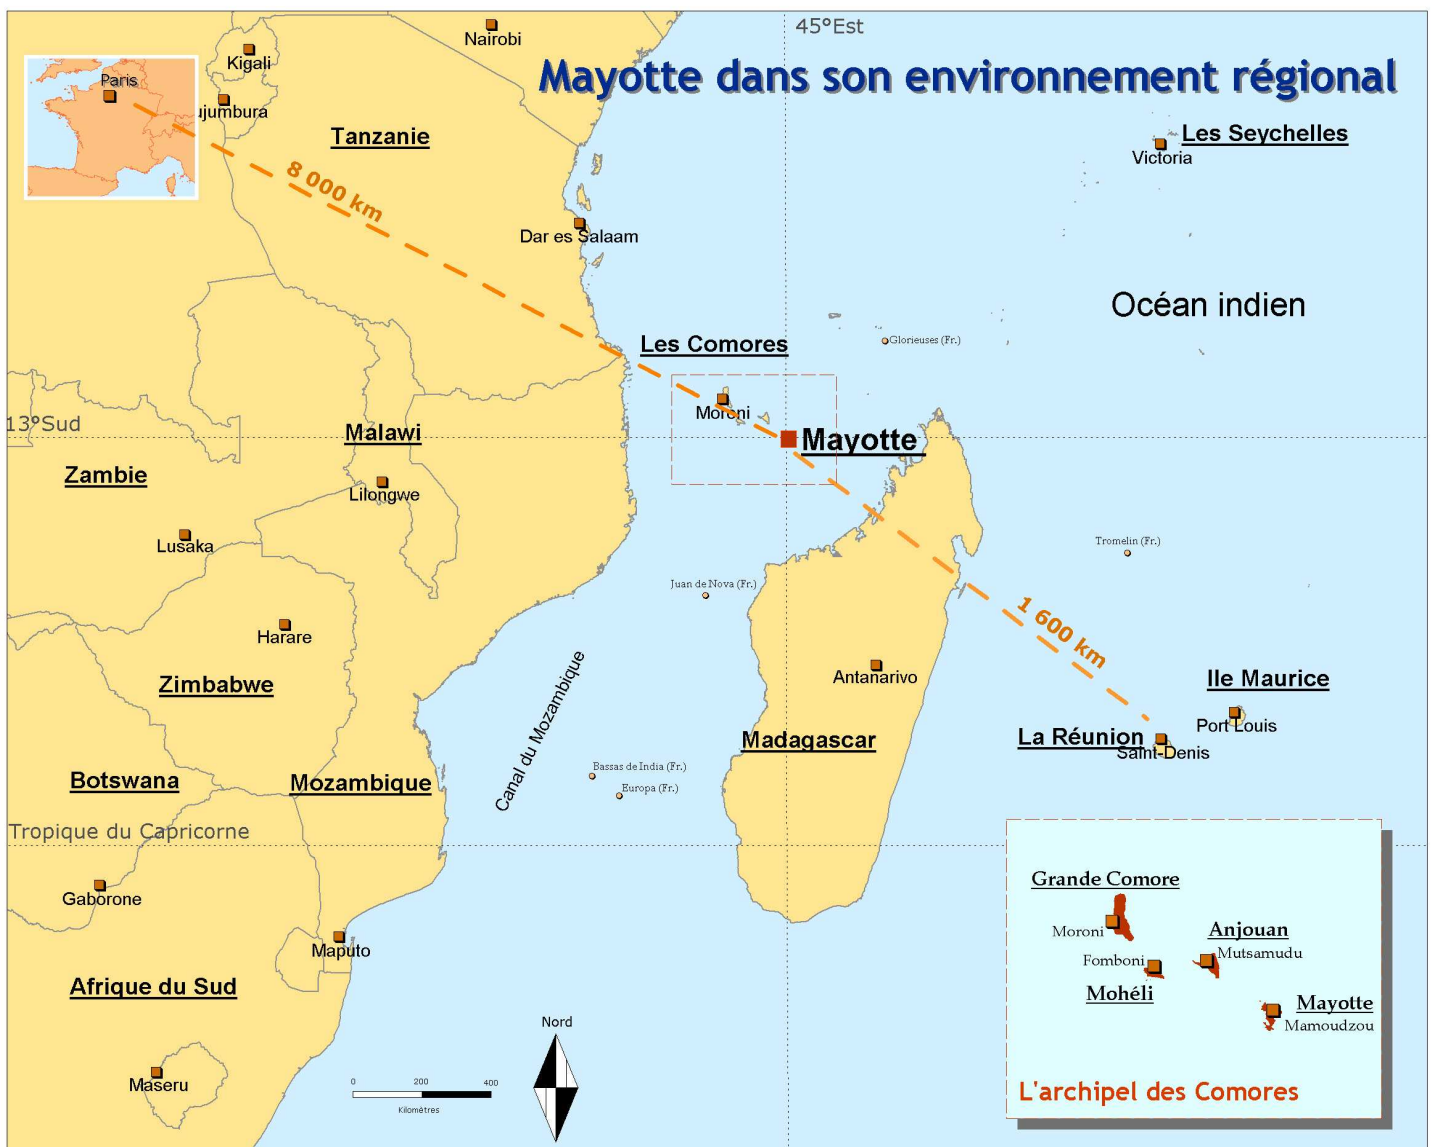 45°Est
Nairobi
Mayotte dans son environnement régional
Kigali
Paris
ujumbura
Tanzanie
Les Seychelles
Victoria
8 000 km
Dar es Salaam
Océan indien
Les Comores
Glorieuses (Fr.)
Moroni
13°Sud
Malawi
Mayotte
Zambie
Lilongwe
Lusaka
Tromelin (Fr.)
Juan de Nova (Fr.)
1 600 km
Harare
Canal du Mozambique
Antanarivo
Zimbabwe
Ile Maurice
Port Louis
Madagascar
La Réunion
Saint-Denis
Bassas de India (Fr.)
Europa (Fr.)
Botswana
Mozambique
Tropique du Capricorne
Gaborone
Maputo
Afrique du Sud
Maseru
Nord
0 200 400
Kilomètres
Grande Comore
Moroni
Anjouan
Mutsamudu
Fomboni
Mohéli
Mayotte
Mamoudzou
L'archipel des Comores